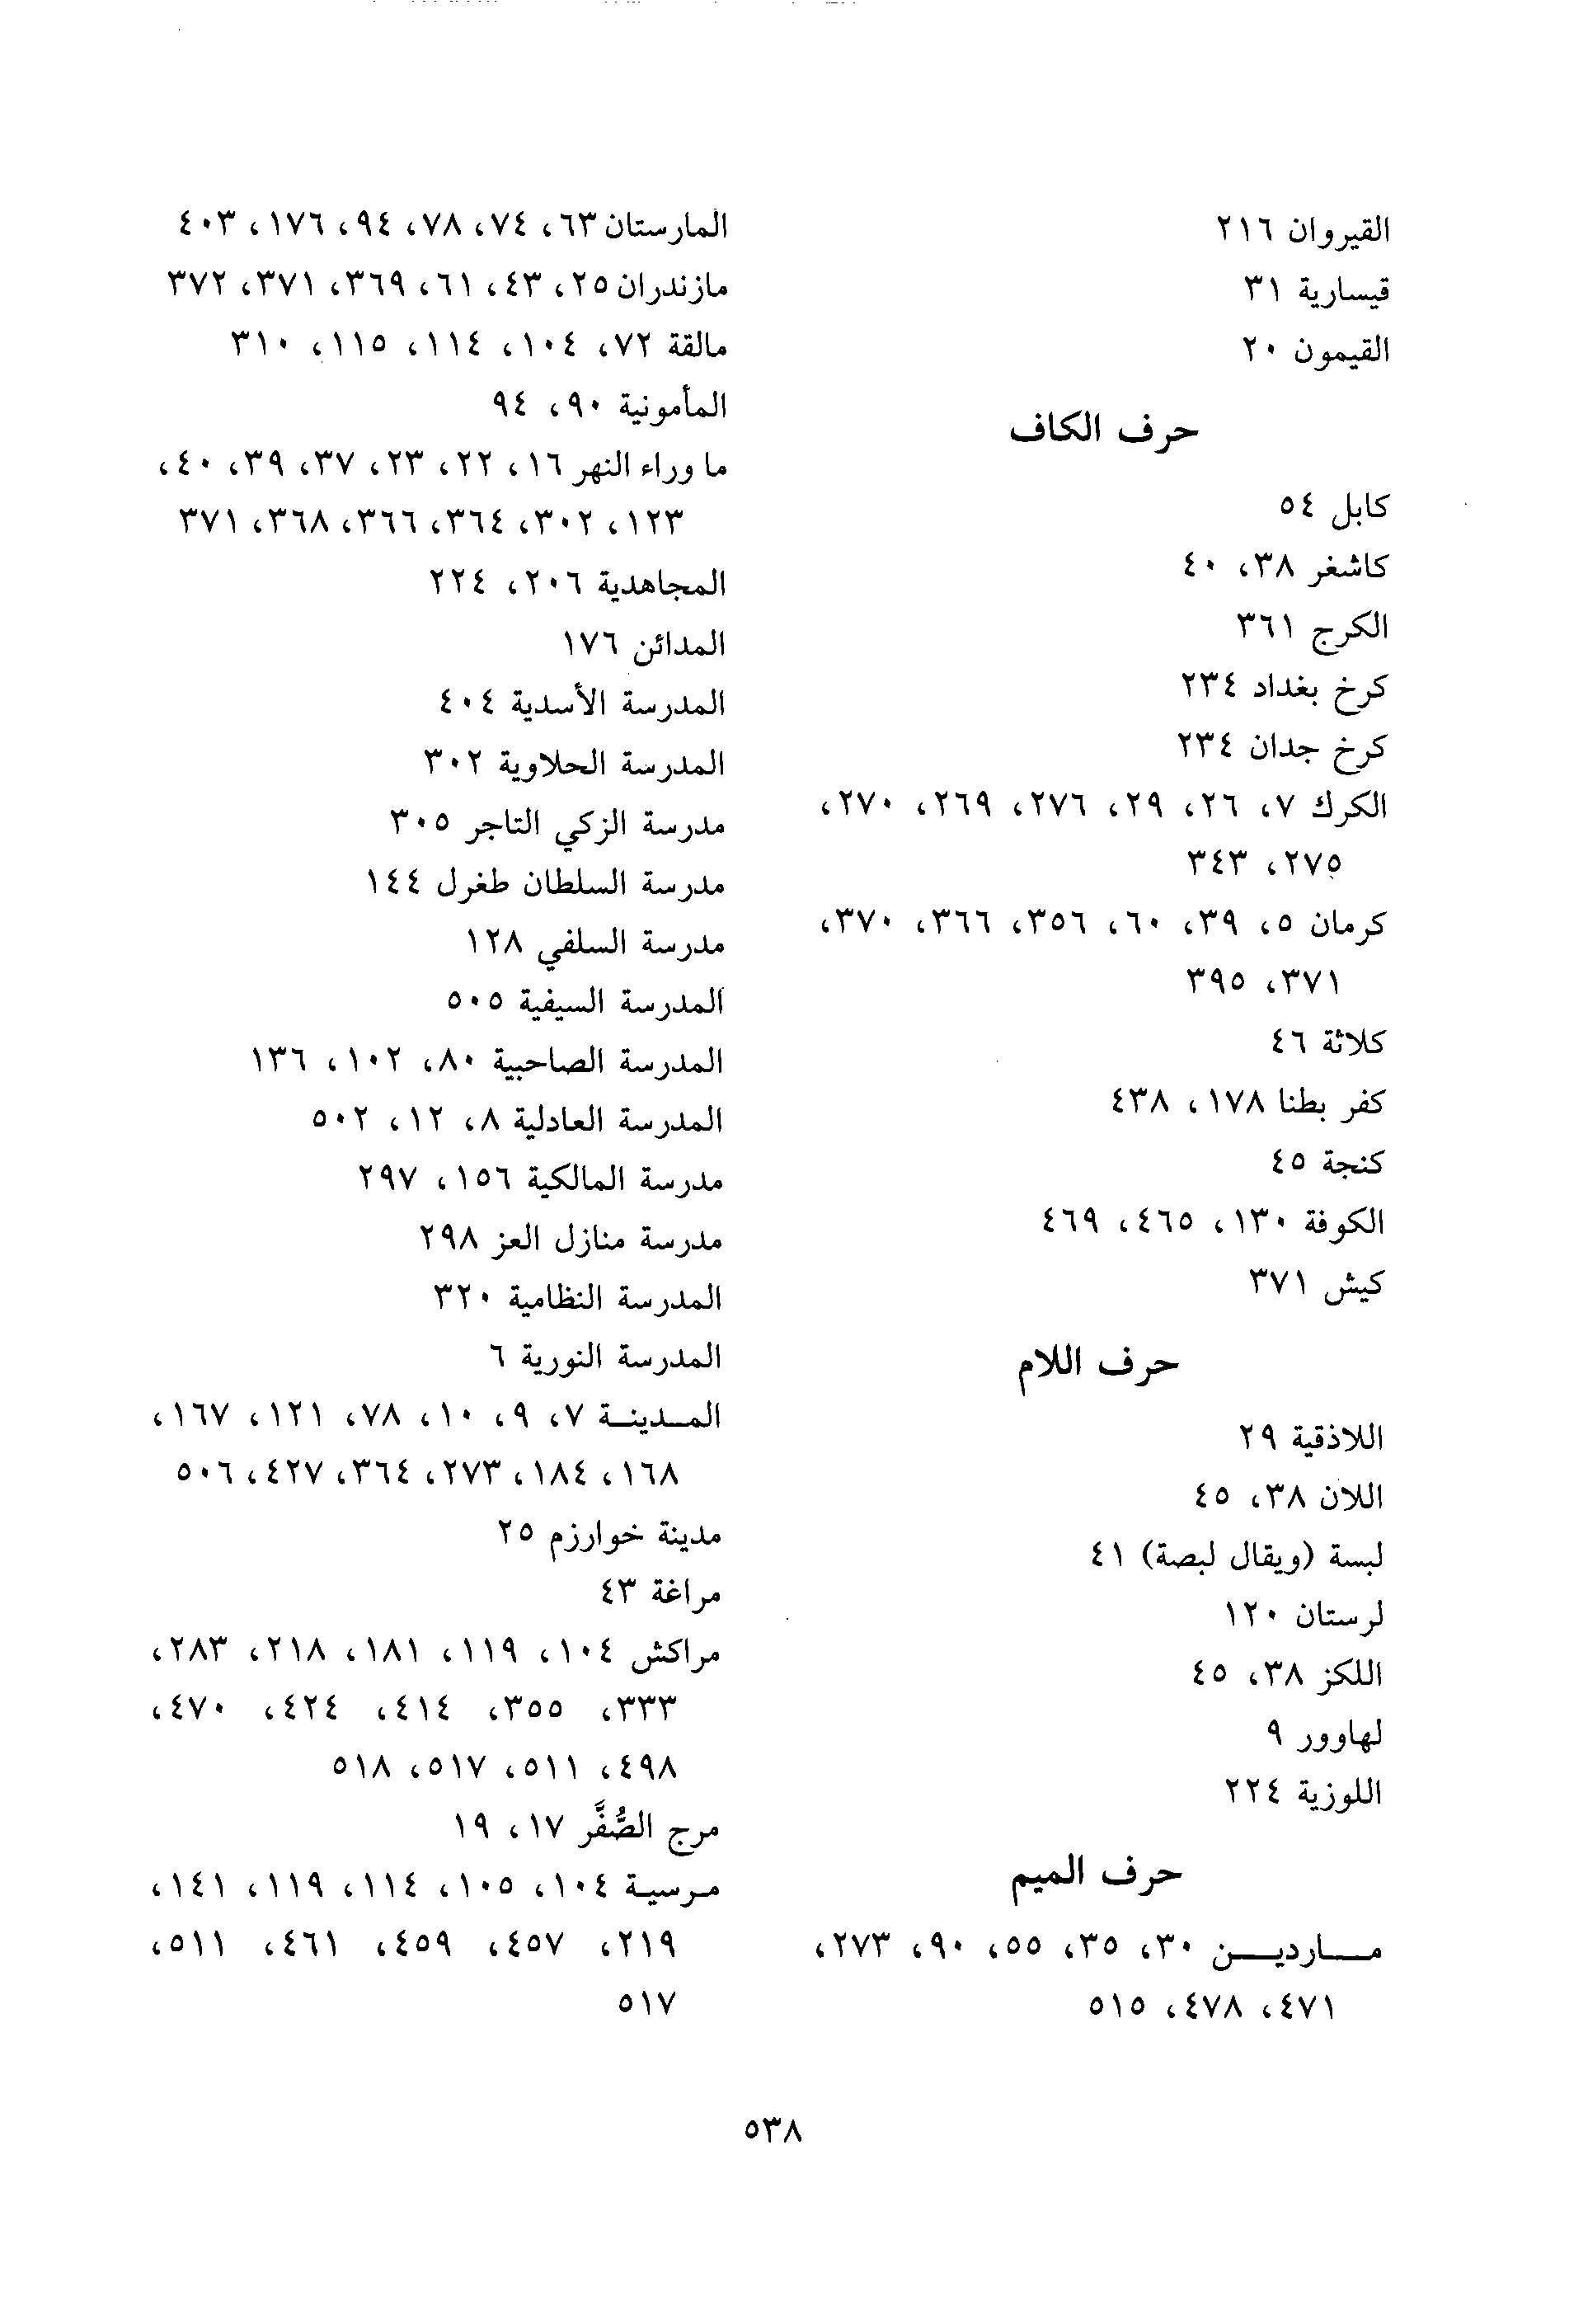 القيروان ٢١٦
قيسارية ٣١
القيمون ٢٠
حرف الكاف
كابل ٥٤
كاشغر ٣٨، ٤٠
الكرج ٣٦١
كرخ بغداد ٢٣٤
كرخ جدان ٢٣٤
الكرك ٧، ٢٦، ٢٩، ٢٧٦، ٢٦٩، ٢٧٠،
٢٧٥، ٣٤٣
كرمان ٥، ٣٩، ٦٠، ٣٥٦، ٣٦٦، ٣٧٠،
٣٧١، ٣٩٥
كلاثة ٤٦
كفر بطنا ١٧٨، ٤٣٨
كنجة ٤٥
الكوفة ١٣٠، ٤٦٥، ٤٦٩
كيش ٣٧١
حرف اللام
اللاذقية ٢٩
اللان ٣٨، ٤٥
لبسة (ويقال لبصة) ٤١
لرستان ١٢٠
اللكز ٣٨، ٤٥
لهاوور ٩
اللوزية ٢٢٤
حرف الميم
مـــارديـــن ٣٠، ٣٥، ٥٥، ٩٠، ٢٧٣،
٤٧١، ٤٧٨، ٥١٥
المارستان ٦٣، ٧٤، ٧٨، ٩٤، ١٧٦، ٤٠٣
مازندران ٢٥، ٤٣، ٦١، ٣٦٩، ٣٧١، ٣٧٢
مالقة ٧٢، ١٠٤، ١١٤، ١١٥، ٣١٠
المأمونية ٩٠، ٩٤
ما وراء النهر ١٦، ٢٢، ٢٣، ٣٧، ٣٩، ٤٠،
١٢٣، ٣٠٢، ٣٦٤، ٣٦٦، ٣٦٨، ٣٧١
المجاهدية ٢٠٦، ٢٢٤
المدائن ١٧٦
المدرسة الأسدية ٤٠٤
المدرسة الحلاوية ٣٠٢
مدرسة الزكي التاجر ٣٠٥
مدرسة السلطان طغرل ١٤٤
مدرسة السلفي ١٢٨
المدرسة السيفية ٥٠٥
المدرسة الصاحبية ٨٠، ١٠٢، ١٣٦
المدرسة العادلية ٨، ١٢، ٥٠٢
مدرسة المالكية ١٥٦، ٢٩٧
مدرسة منازل العز ٢٩٨
المدرسة النظامية ٣٢٠
المدرسة النورية ٦
المـدينـة ٧، ٩، ١٠، ٧٨، ١٢١، ١٦٧،
١٦٨، ١٨٤، ٢٧٣، ٣٦٤، ٤٢٧، ٥٠٦
مدينة خوارزم ٢٥
مراغة ٤٣
مراكش ١٠٤، ١١٩، ١٨١، ٢١٨، ٢٨٣،
٣٣٣، ٣٥٥، ٤١٤، ٤٢٤، ٤٧٠،
٤٩٨، ٥١١، ٥١٧، ٥١٨
مرج الصُّفَّر ١٧، ١٩
مـرسيـة ١٠٤، ١٠٥، ١١٤، ١١٩، ١٤١،
٢١٩، ٤٥٧، ٤٥٩، ٤٦١، ٥١١،
٥١٧
٥٣٨